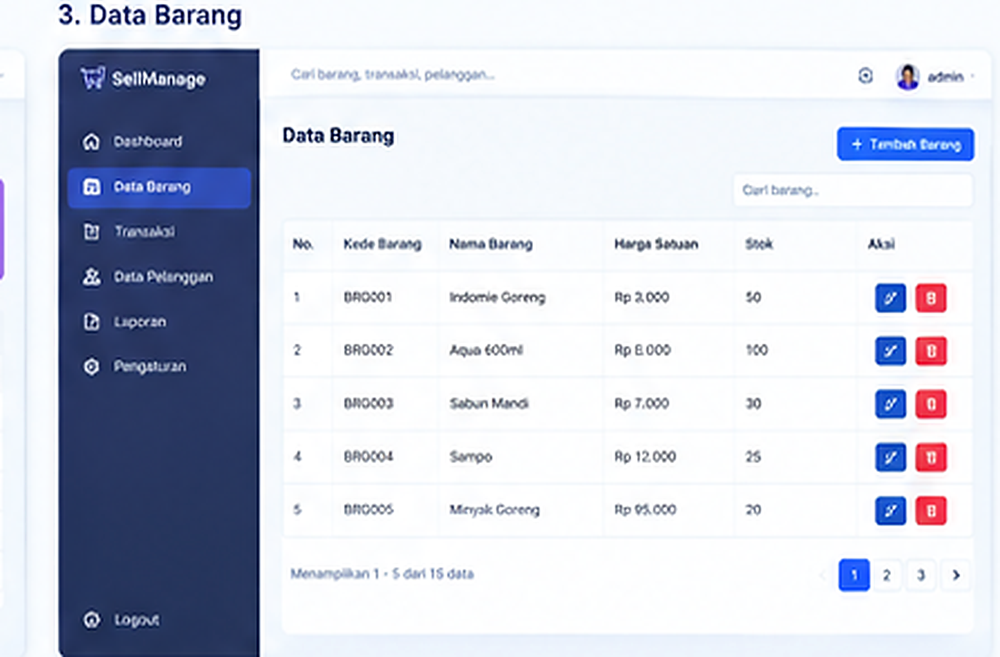 3. Data Barang
SellManage
Cari barang, transaksi, pelanggan...
admin
Dashboard
Data Barang
Transaksi
Data Pelanggan
Laporan
Pengaturan
Logout
Data Barang
+ Tambah Barang
Cari barang...
No. Kede Barang Nama Barang Harga Satuan Stok Aksi
1 BRG001 Indomie Goreng Rp 3.000 50
2 BRG002 Aqua 600ml 100
3 BRG003 Sabun Mandi Rp 7.000 30
4 BRG004 Sampo Rp 12.000 25
5 BRG005 Minyak Goreng Rp 95.000 20
Menampilkan 1 - 5 dari 15 data
1 2 3 >